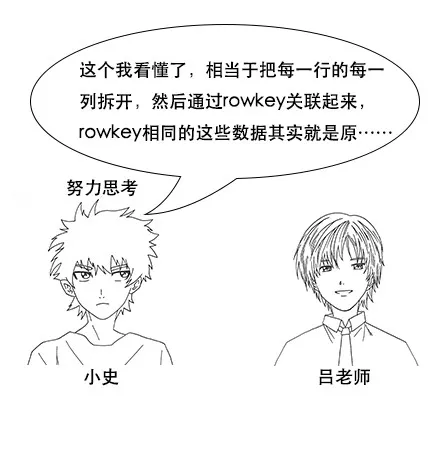 这个我看懂了，相当于把每一行的每一
列拆开，然后通过rowkey关联起来，
rowkey相同的这些数据其实就是原……
努力思考
小史
吕老师